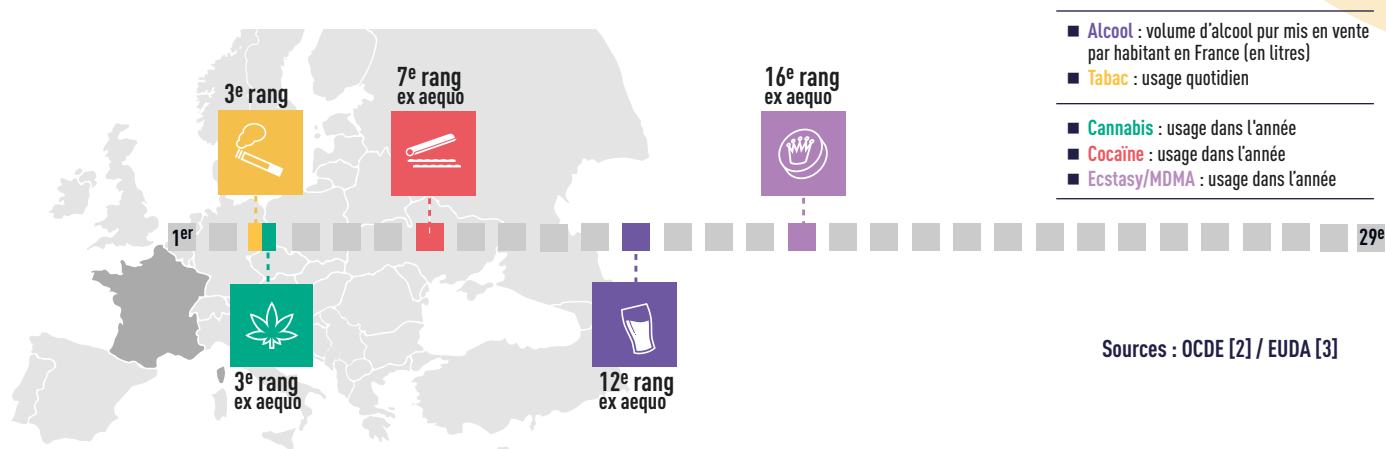 Alcool : volume d’alcool pur mis en vente
par habitant en France (en litres)
Tabac : usage quotidien
Cannabis : usage dans l'année
Cocaïne : usage dans l’année
Ecstasy/MDMA : usage dans l’année
3e rang
7e rang
ex aequo
16e rang
ex aequo
1er
29e
3e rang
ex aequo
12e rang
ex aequo
Sources : OCDE [2] / EUDA [3]